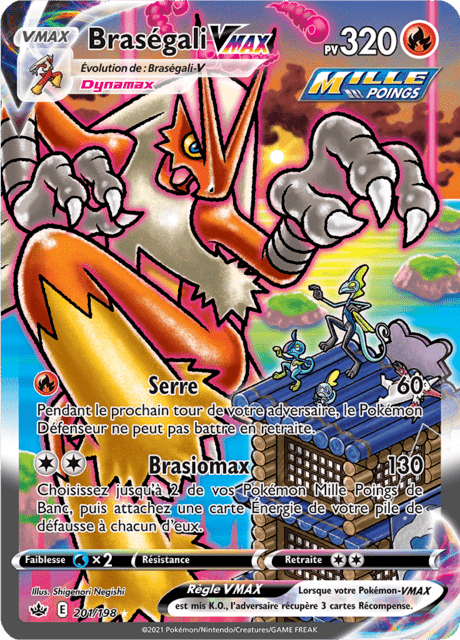 VMAX
Braségali VMAX
PV 320
Évolution de : Braségali-V
Dynamax
MILLE POINGS
Serre 60
Pendant le prochain tour de votre adversaire, le Pokémon
Défenseur ne peut pas battre en retraite.
Brasiomax 130
Choisissez jusqu'à 2 de vos Pokémon Mille Poings de
Banc, puis attachez une carte Énergie de votre pile de
défausse à chacun d'eux.
Faiblesse ×2 Résistance Retraite
Illus. Shigenori Negishi
Règle VMAX Lorsque votre Pokémon-VMAX
est mis K.O., l'adversaire récupère 3 cartes Récompense.
E 201/198
©2021 Pokémon/Nintendo/Creatures/GAME FREAK